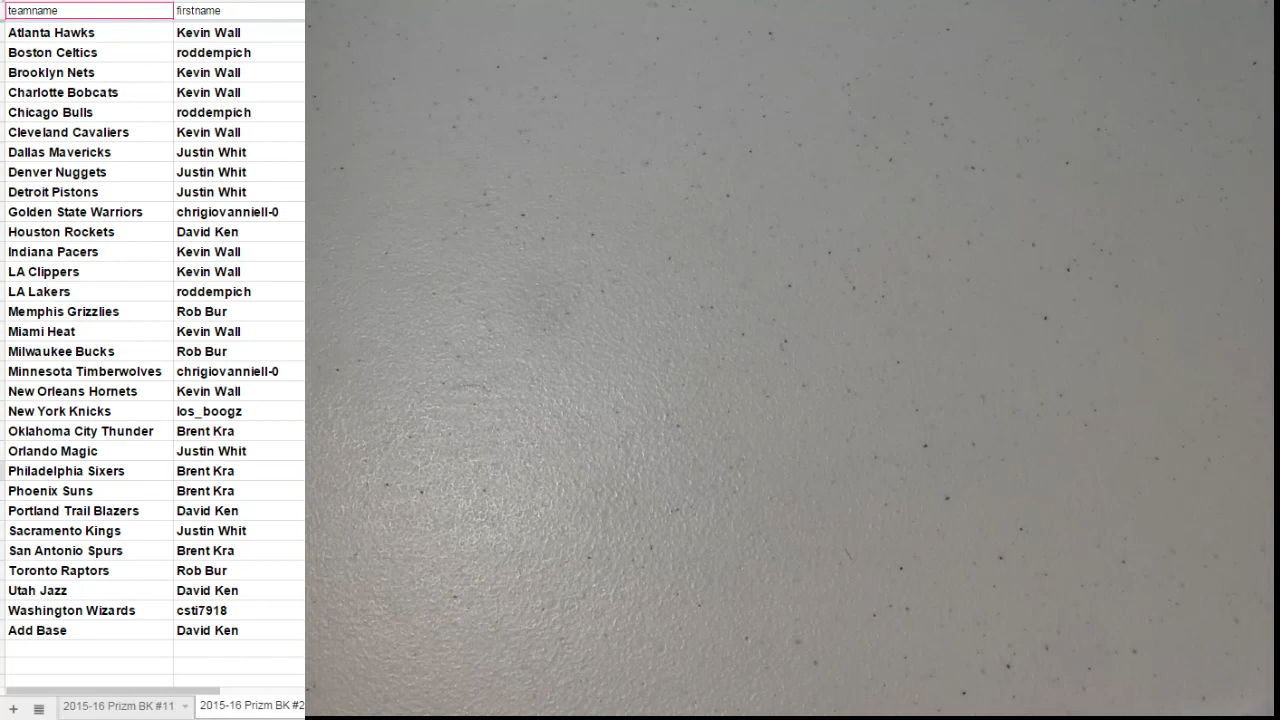 teamname firstname
Atlanta Hawks Kevin Wall
Boston Celtics roddempich
Brooklyn Nets Kevin Wall
Charlotte Bobcats Kevin Wall
Chicago Bulls roddempich
Cleveland Cavaliers Kevin Wall
Dallas Mavericks Justin Whit
Denver Nuggets Justin Whit
Detroit Pistons Justin Whit
Golden State Warriors chrigiovanniell-0
Houston Rockets David Ken
Indiana Pacers Kevin Wall
LA Clippers Kevin Wall
LA Lakers roddempich
Memphis Grizzlies Rob Bur
Miami Heat Kevin Wall
Milwaukee Bucks Rob Bur
Minnesota Timberwolves chrigiovanniell-0
New Orleans Hornets Kevin Wall
New York Knicks los_boogz
Oklahoma City Thunder Brent Kra
Orlando Magic Justin Whit
Philadelphia Sixers Brent Kra
Phoenix Suns Brent Kra
Portland Trail Blazers David Ken
Sacramento Kings Justin Whit
San Antonio Spurs Brent Kra
Toronto Raptors Rob Bur
Utah Jazz David Ken
Washington Wizards csti7918
Add Base David Ken
2015-16 Prizm BK #11 2015-16 Prizm BK #2